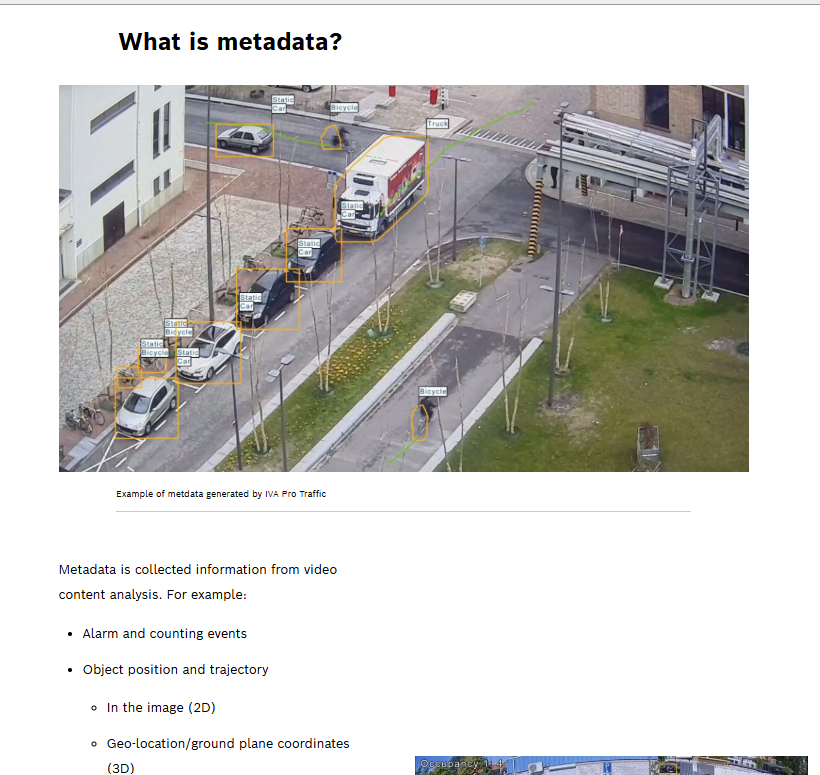 What is metadata?
Static
Car
Bicycle
Truck
Static
Car
Static
Car
Static
Car
Static
Bicycle
Static
Bicycle
Static
Car
Bicycle
Example of metdata generated by IVA Pro Traffic
Metadata is collected information from video
content analysis. For example:
• Alarm and counting events
• Object position and trajectory
◦ In the image (2D)
◦ Geo-location/ground plane coordinates
(3D)
Occupancy 1: